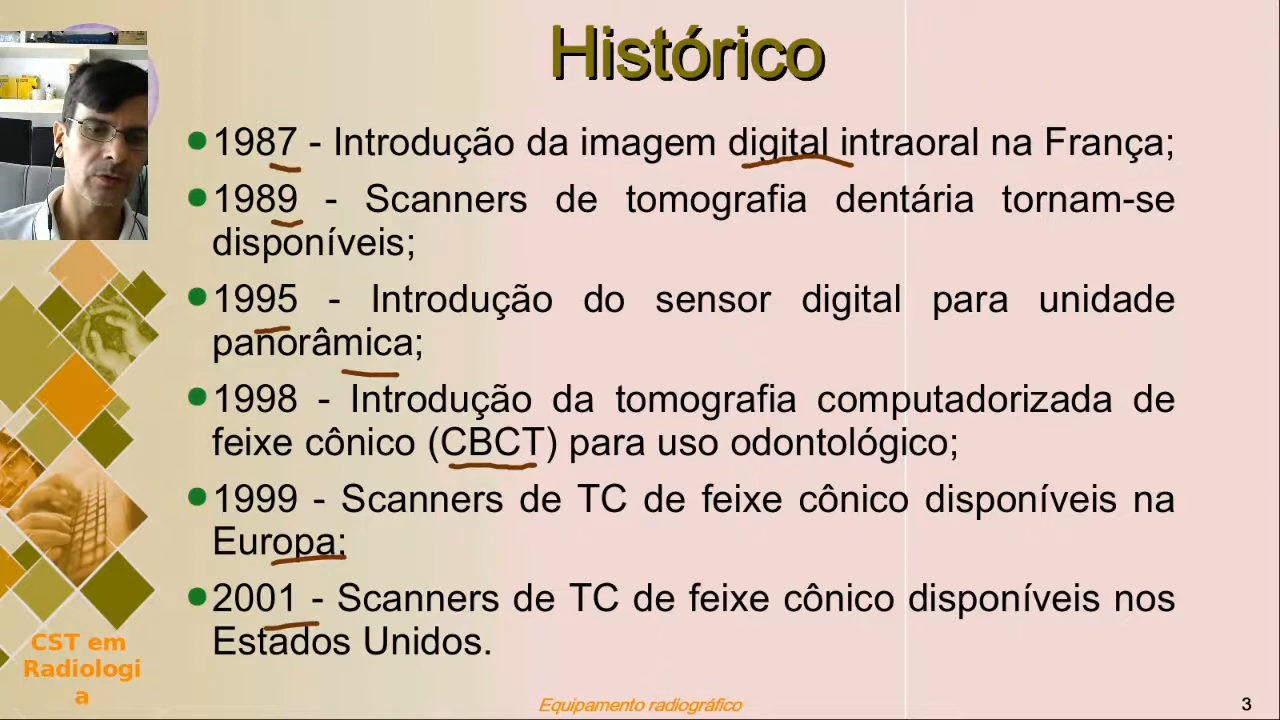 Histórico
1987 - Introdução da imagem digital intraoral na França;
1989 - Scanners de tomografia dentária tornam-se
disponíveis;
1995 - Introdução do sensor digital para unidade
panorâmica;
1998 - Introdução da tomografia computadorizada de
feixe cônico (CBCT) para uso odontológico;
1999 - Scanners de TC de feixe cônico disponíveis na
Europa;
2001 - Scanners de TC de feixe cônico disponíveis nos
Estados Unidos.
CST em
Radiologi
a
Equipamento radiográfico
3